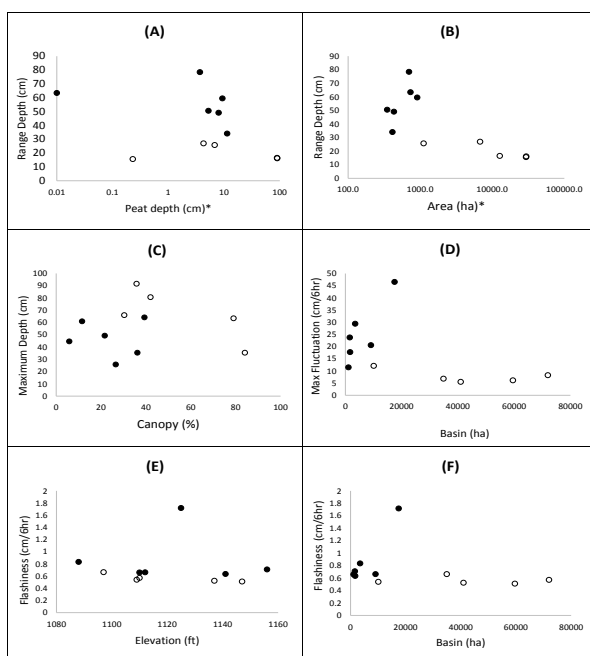 (A)
Range Depth (cm)
90
80
70
60
50
40
30
20
10
0
0.01 0.1 1 10 100
Peat depth (cm)*
(B)
Range Depth (cm)
90
80
70
60
50
40
30
20
10
0
100.0 1000.0 10000.0 100000.0
Area (ha)*
(C)
Maximum Depth (cm)
100
90
80
70
60
50
40
30
20
10
0
0 20 40 60 80 100
Canopy (%)
(D)
Max Fluctuation (cm/6hr)
50
45
40
35
30
25
20
15
10
5
0
0 20000 40000 60000 80000
Basin (ha)
(E)
Flashiness (cm/6hr)
2
1.8
1.6
1.4
1.2
1
0.8
0.6
0.4
0.2
0
1080 1100 1120 1140 1160
Elevation (ft)
(F)
Flashiness (cm/6hr)
2
1.8
1.6
1.4
1.2
1
0.8
0.6
0.4
0.2
0
0 20000 40000 60000 80000
Basin (ha)